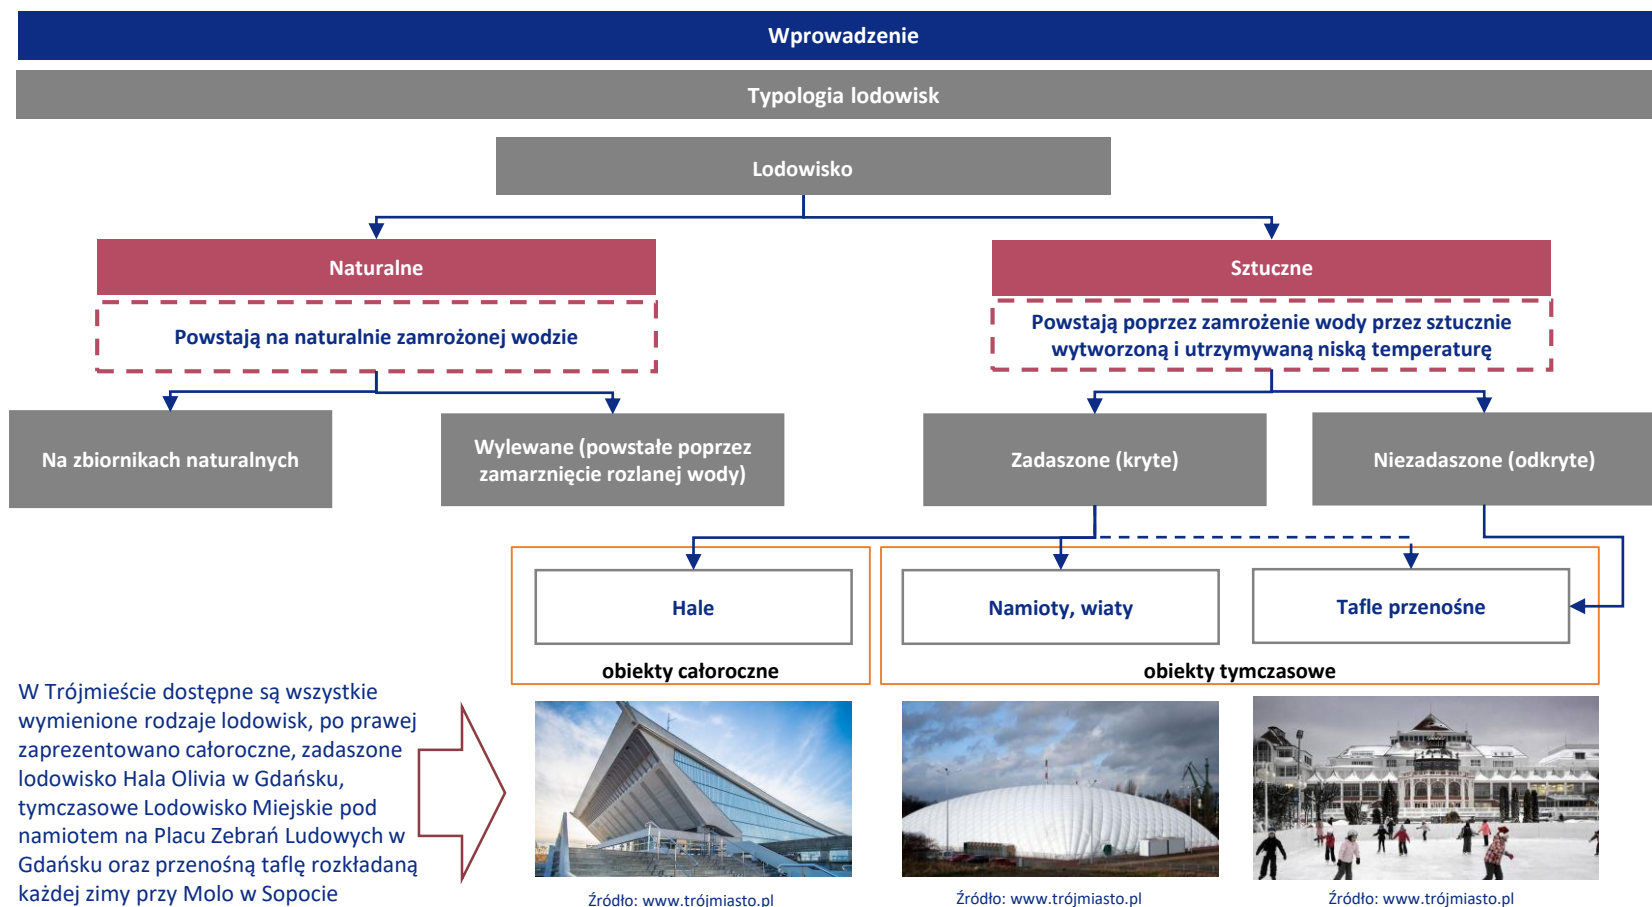 Wprowadzenie
Typologia lodowisk
Lodowisko
Naturalne
Sztuczne
Powstają na naturalnie zamrożonej wodzie
Powstają poprzez zamrożenie wody przez sztucznie
wytworzoną i utrzymywaną niską temperaturę
Na zbiornikach naturalnych
Wylewane (powstałe poprzez
zamarznięcie rozlanej wody)
Zadaszone (kryte)
Niezadaszone (odkryte)
Hale
Namioty, wiaty
Tafle przenośne
obiekty całoroczne
obiekty tymczasowe
W Trójmieście dostępne są wszystkie
wymienione rodzaje lodowisk, po prawej
zaprezentowano całoroczne, zadaszone
lodowisko Hala Olivia w Gdańsku,
tymczasowe Lodowisko Miejskie pod
namiotem na Placu Zebrań Ludowych w
Gdańsku oraz przenośną taflę rozkładaną
każdej zimy przy Molo w Sopocie
Źródło: www.trójmiasto.pl
Źródło: www.trójmiasto.pl
Źródło: www.trójmiasto.pl